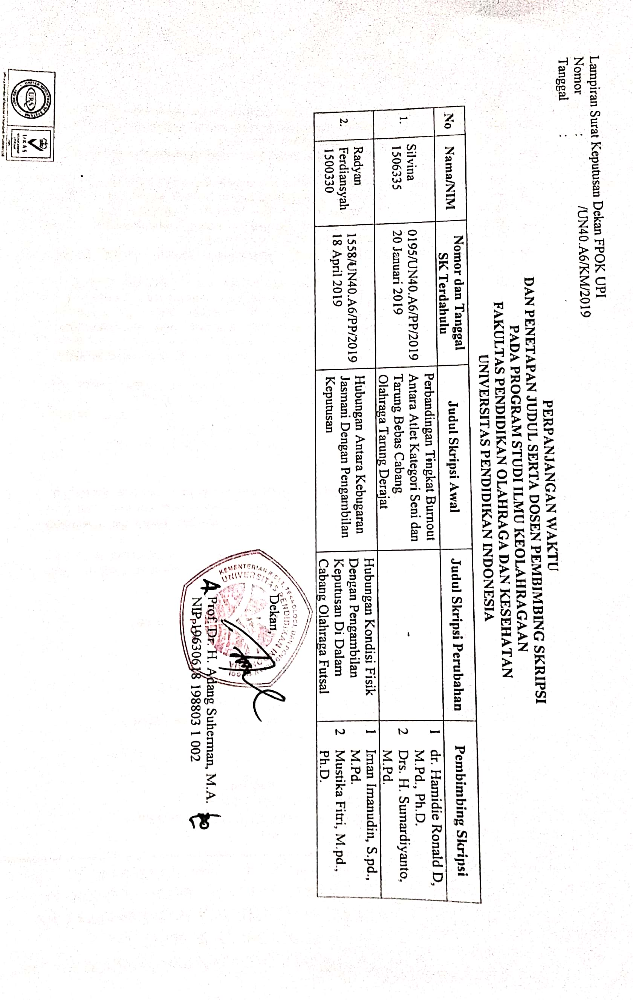 Lampiran Surat Keputusan Dekan FPOK UPI
Nomor : /UN40.A6/KM/2019
Tanggal :
PERPANJANGAN WAKTU
DAN PENETAPAN JUDUL SERTA DOSEN PEMBIMBING SKRIPSI
PADA PROGRAM STUDI ILMU KEOLAHRAGAAN
FAKULTAS PENDIDIKAN OLAHRAGA DAN KESEHATAN
UNIVERSITAS PENDIDIKAN INDONESIA
No
Nama/NIM
Nomor dan Tanggal
SK Terdahulu
Judul Skripsi Awal
Judul Skripsi Perubahan
Pembimbing Skripsi
1.
Silvina
1506335
0195/UN40.A6/PP/2019
20 Januari 2019
Perbandingan Tingkat Burnout
Antara Atlet Kategori Seni dan
Tarung Bebas Cabang
Olahraga Tarung Derajat
-
1 dr. Hamidie Ronald D,
M.Pd., Ph.D.
2 Drs. H. Sumardiyanto,
M.Pd.
2.
Radyan
Ferdiansyah
1500330
1558/UN40.A6/PP/2019
18 April 2019
Hubungan Antara Kebugaran
Jasmani Dengan Pengambilan
Keputusan
Hubungan Kondisi Fisik
Dengan Pengambilan
Keputusan Di Dalam
Cabang Olahraga Futsal
1 Iman Imanudin, S.pd.,
M.Pd.
2 Mustika Fitri, M.pd.,
Ph.D.
Dekan,
KEMENTERIAN RISET, TEKNOLOGI, DAN PENDIDIKAN TINGGI
UNIVERSITAS PENDIDIKAN INDONESIA
Prof. Dr. H. Adang Suherman, M.A.
NIP 19630618 198803 1 002
URS
UKAS